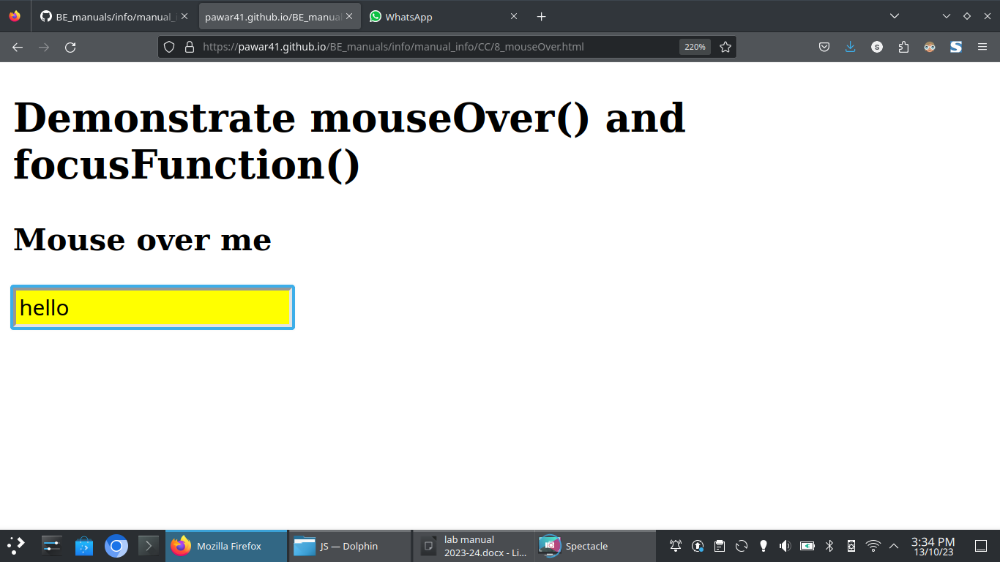 BE_manuals/info/manual_i
pawar41.github.io/BE_manua
WhatsApp
https://pawar41.github.io/BE_manuals/info/manual_info/CC/8_mouseOver.html
220%
S
S
Demonstrate mouseOver() and
focusFunction()
Mouse over me
hello
Mozilla Firefox
JS — Dolphin
lab manual
2023-24.docx - Li...
Spectacle
3:34 PM
13/10/23